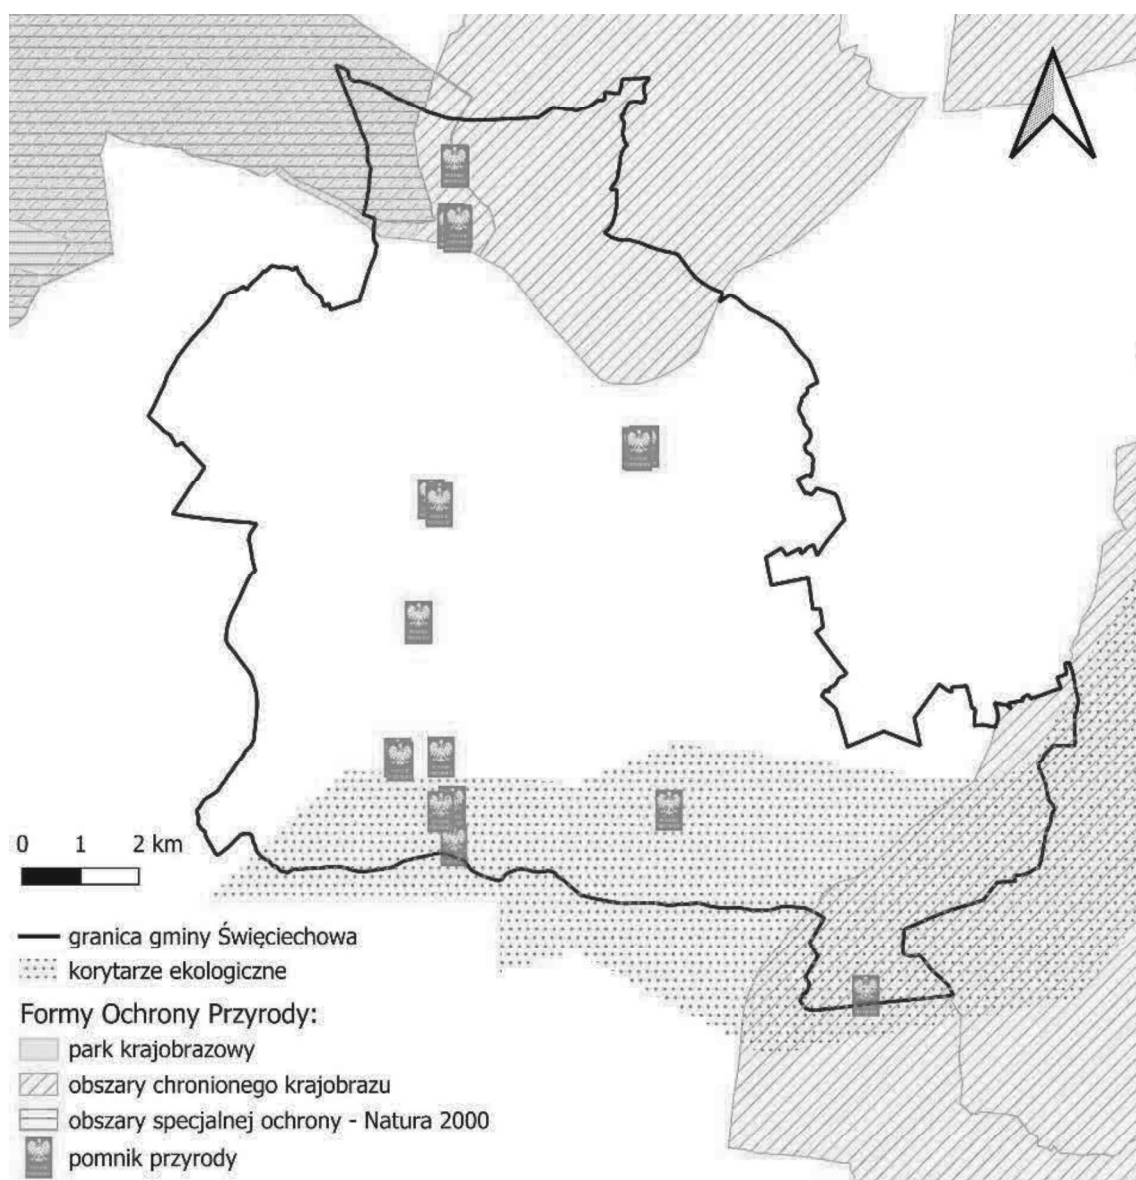 0 1 2 km
granica gminy Święciechowa
korytarze ekologiczne
Formy Ochrony Przyrody:
park krajobrazowy
obszary chronionego krajobrazu
obszary specjalnej ochrony - Natura 2000
pomnik przyrody